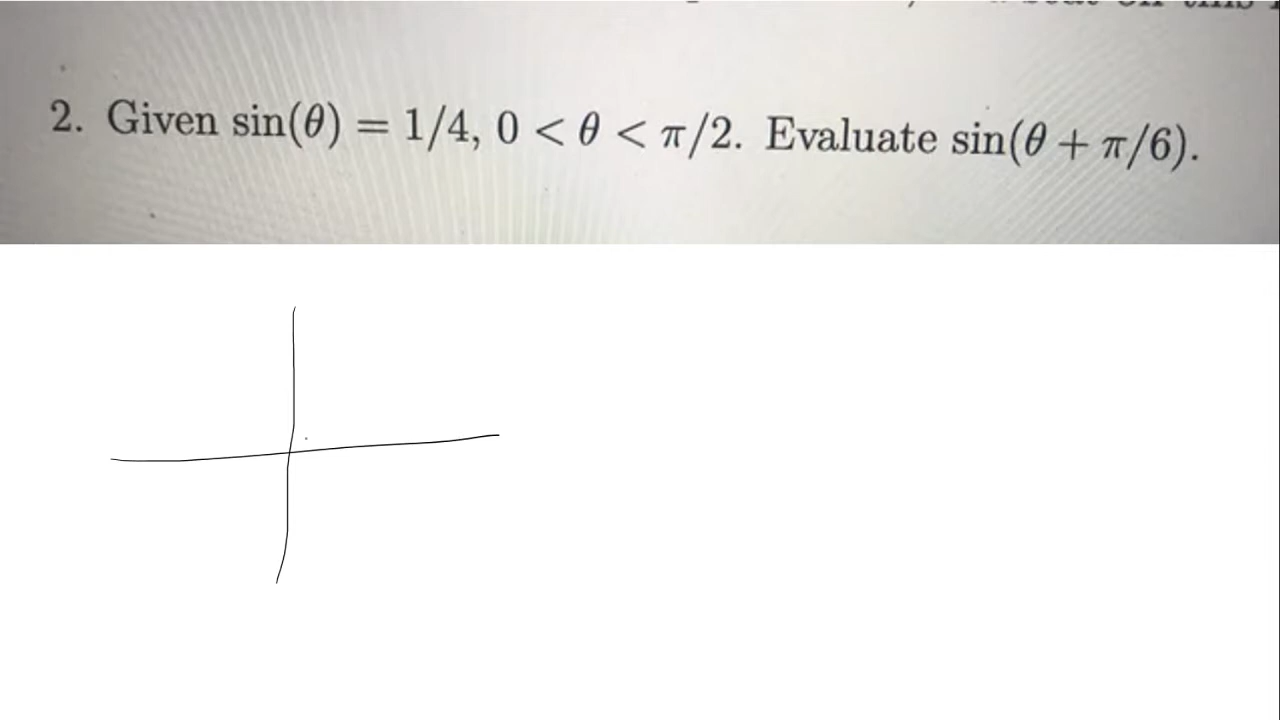 2. Given sin(θ) = 1/4, 0 < θ < π/2. Evaluate sin(θ + π/6).